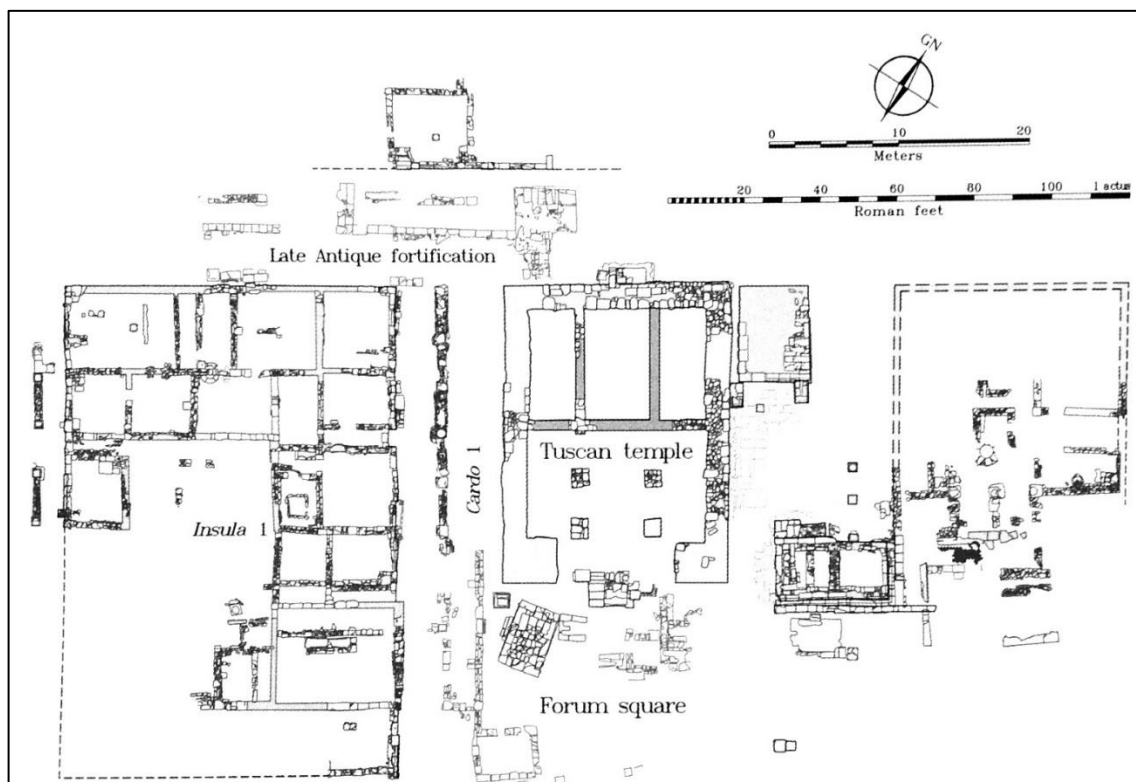 GN
0 10 20
Meters
20 40 60 80 100 1 actus
Roman feet
Late Antique fortification
Tuscan temple
Cardo 1
Insula 1
Forum square